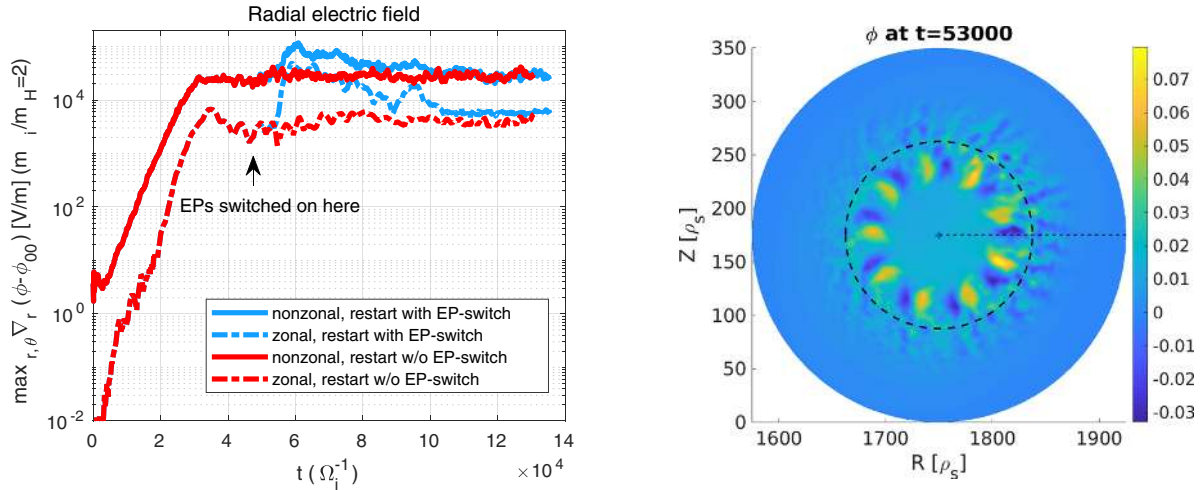 Radial electric field
max r,θ ∇r (ϕ-ϕ00) [V/m] (m i/m H=2)
10^4
10^2
10^0
10^-2
EPs switched on here
nonzonal, restart with EP-switch
zonal, restart with EP-switch
nonzonal, restart w/o EP-switch
zonal, restart w/o EP-switch
0 2 4 6 8 10 12 14
t (Ωi^-1) × 10^4
ϕ at t=53000
Z [ρs]
350
300
250
200
150
100
50
0
1600 1700 1800 1900
R [ρs]
0.07
0.06
0.05
0.04
0.03
0.02
0.01
0
-0.01
-0.02
-0.03